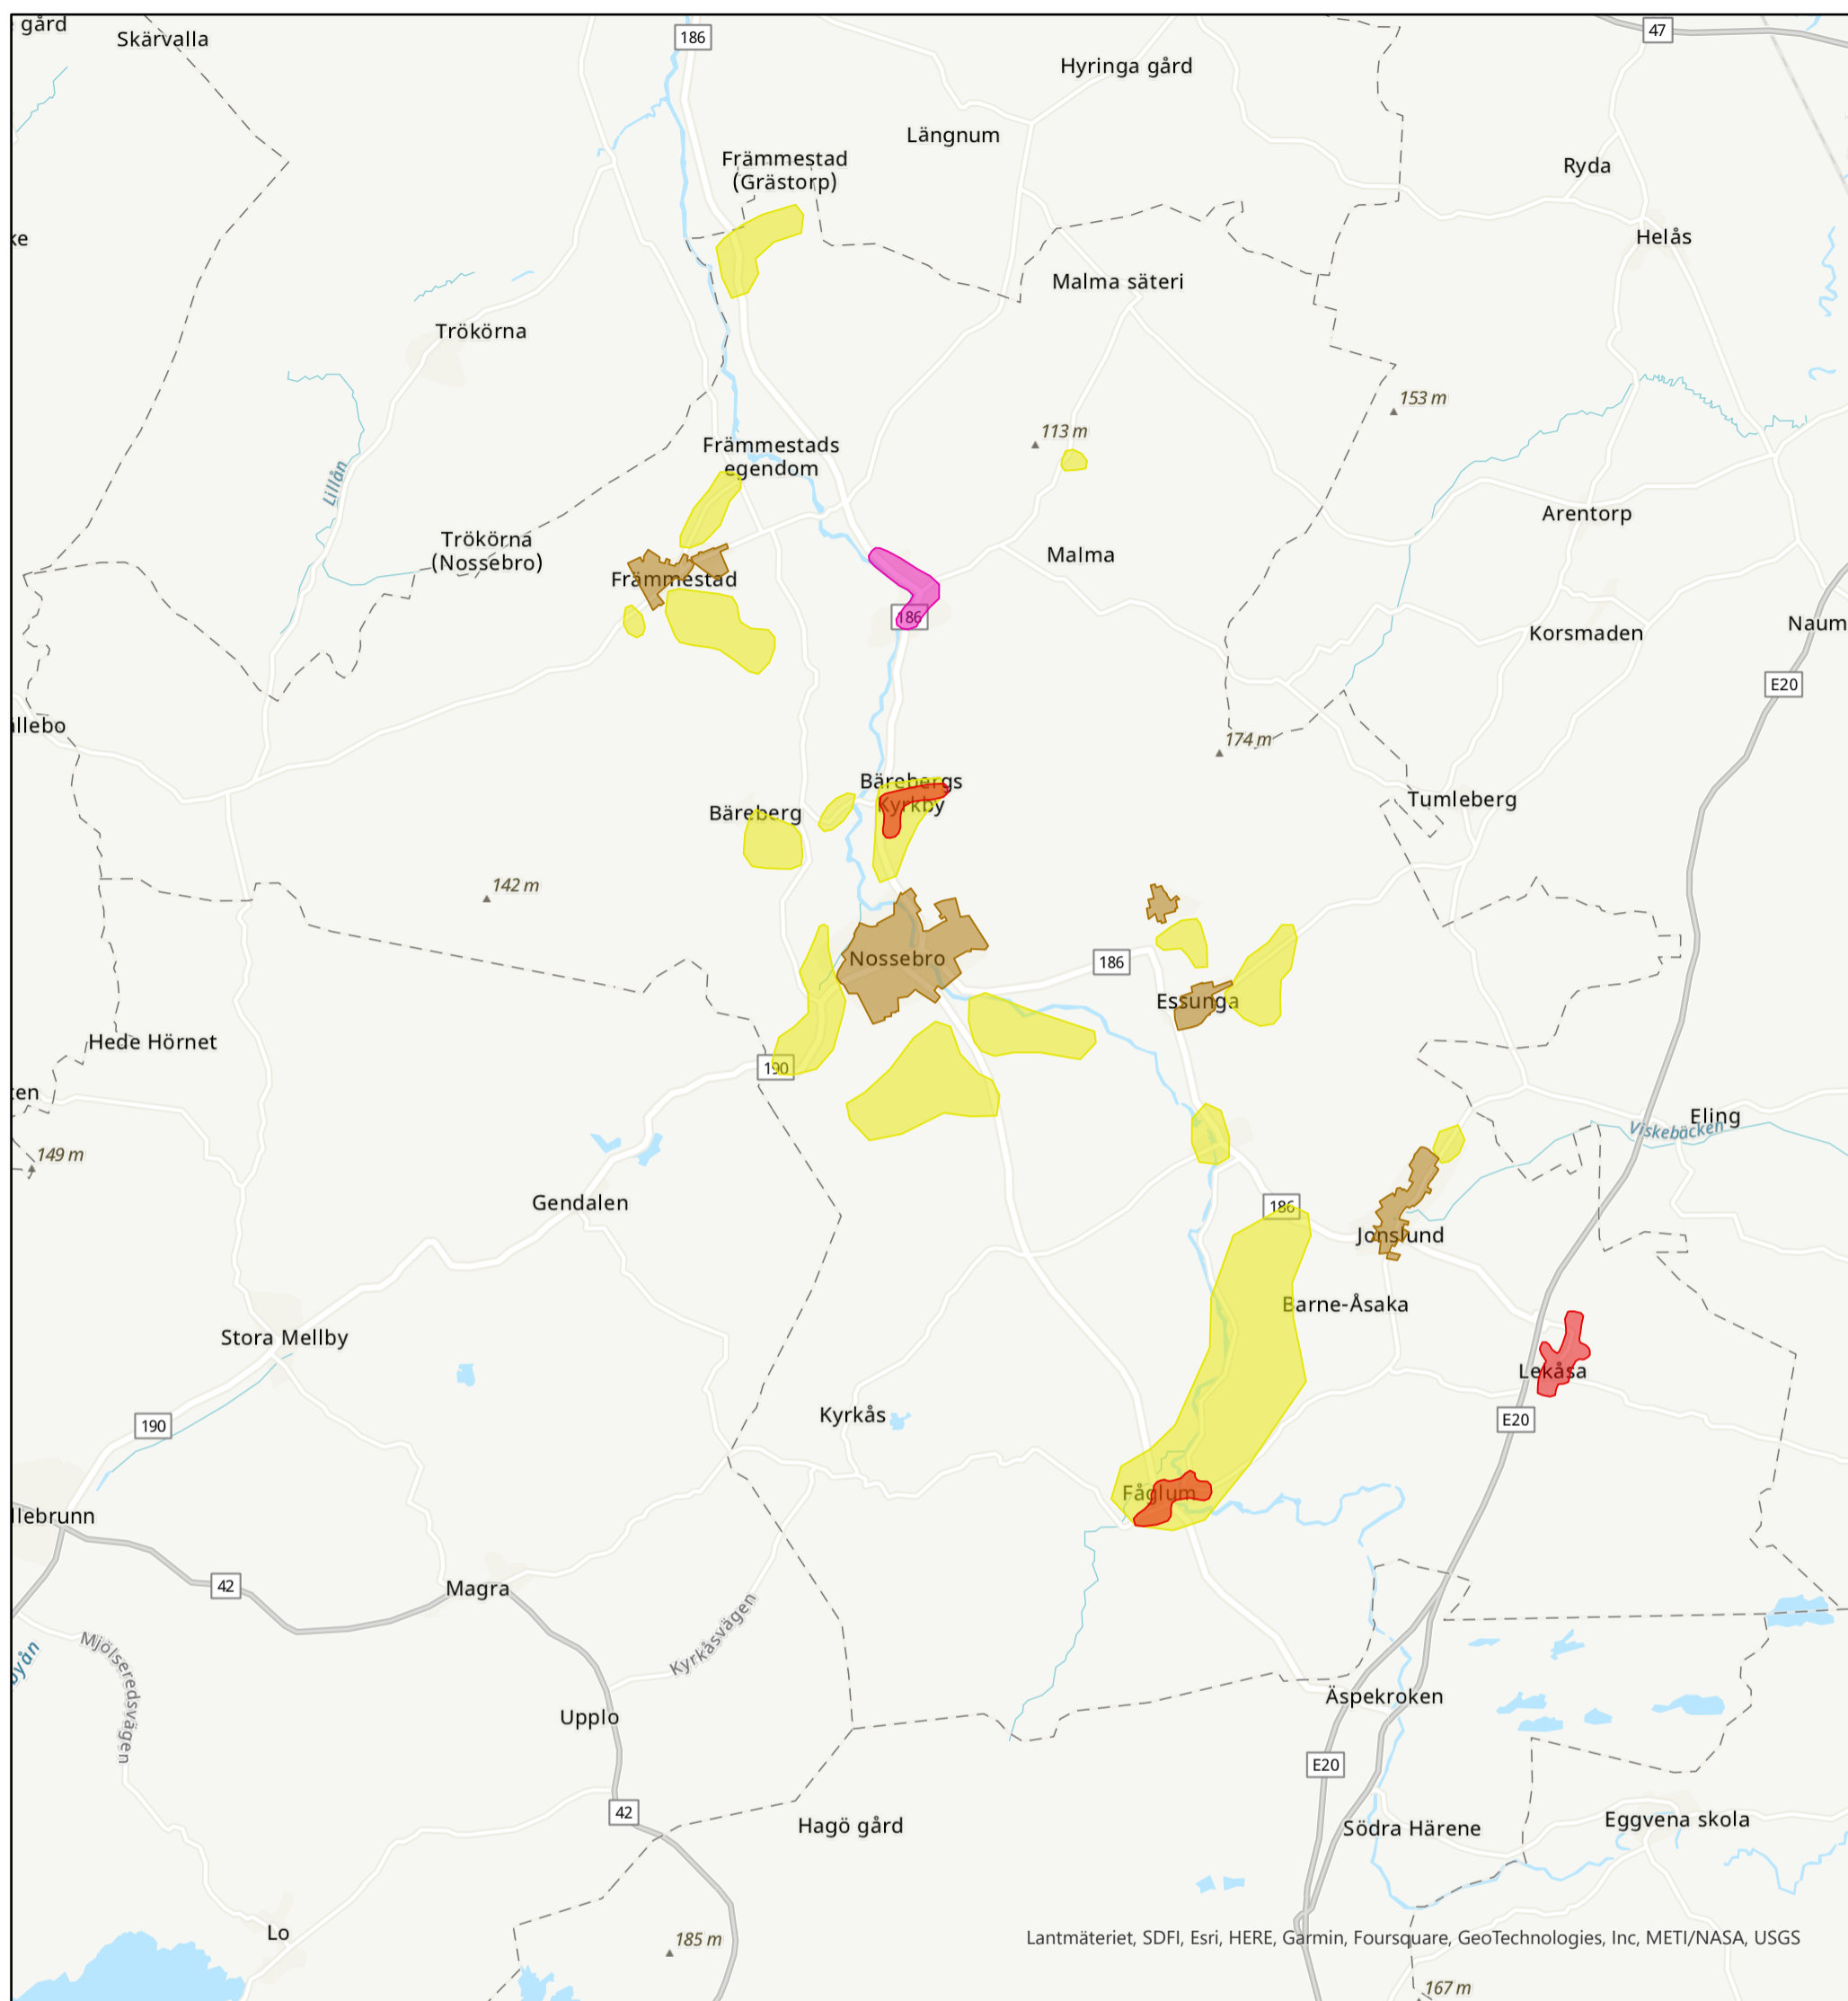 gård
Skärvalla
186
47
Hyringa gård
Längnum
Främmestad
(Grästorp)
Ryda
ke
Helås
Malma säteri
Trökörna
153 m
113 m
Främmestads
egendom
Lillån
Arentorp
Trökörna
(Nossebro)
Malma
Främmestad
186
Korsmaden
Naum
E20
ällebo
174 m
Bärebergs
Kyrkby
Bäreberg
Tumleberg
142 m
Nossebro
186
Essunga
Hede Hörnet
190
ten
Eling
Viskebäcken
149 m
Gendalen
186
Jonslund
Barne-Åsaka
Stora Mellby
Lekåsa
Kyrkås
190
E20
Fåglum
llebrunn
42
Magra
Kyrkåsvägen
Mjölseredsvägen
byån
Äspekroken
Upplo
E20
42
Hagö gård
Södra Härene
Eggvena skola
Lo
185 m
Lantmäteriet, SDFI, Esri, HERE, Garmin, Foursquare, GeoTechnologies, Inc, METI/NASA, USGS
167 m